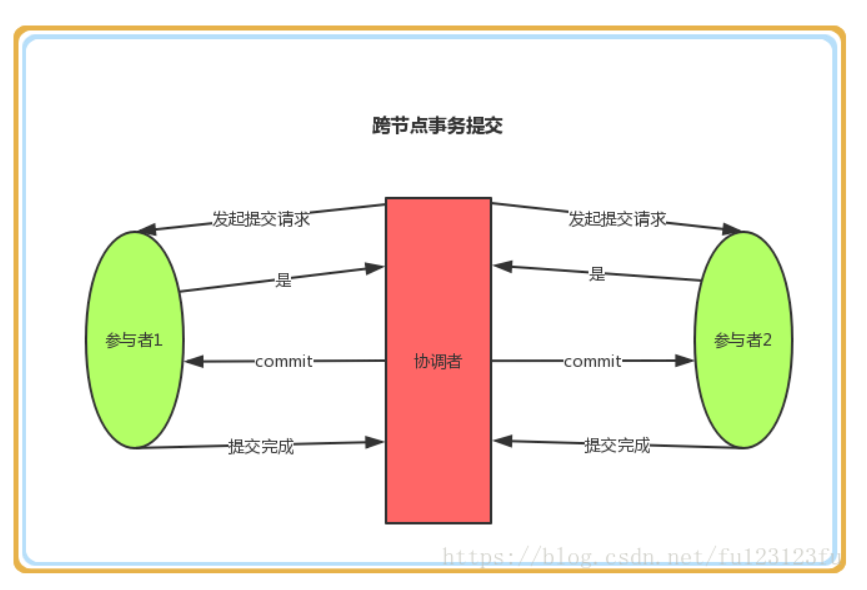 跨节点事务提交
发起提交请求
发起提交请求
是
是
参与者1
参与者2
commit
协调者
commit
提交完成
提交完成
https://blog.csdn.net/fu123123fu